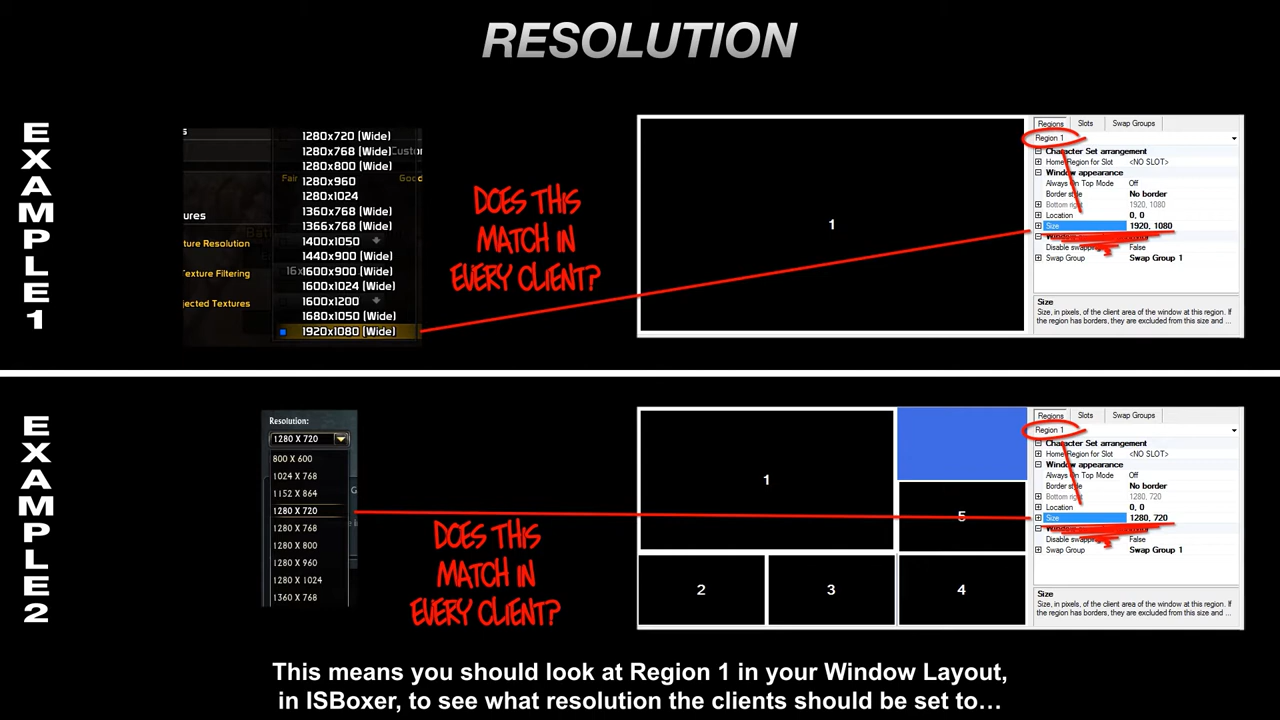 RESOLUTION
EXAMPLE 1
1280x720 (Wide)
1280x768 (Wide)
1280x800 (Wide)
1280x960
1280x1024
1360x768 (Wide)
1366x768 (Wide)
1400x1050
1440x900 (Wide)
1600x900 (Wide)
1600x1024 (Wide)
1600x1200
1680x1050 (Wide)
1920x1080 (Wide)
Fair
Good
16x
ures
ture Resolution
Texture Filtering
jected Textures
DOES THIS
MATCH IN
EVERY CLIENT?
1
Regions Slots Swap Groups
Region 1
Character Set arrangement
Home Region for Slot <NO SLOT>
Window appearance
Always On Top Mode Off
Border style No border
Bottom right 1920, 1080
Location 0, 0
Size 1920, 1080
Disable swapping False
Swap Group Swap Group 1
Size
Size, in pixels, of the client area of the window at this region. If
the region has borders, they are excluded from this size and ...
EXAMPLE 2
Resolution:
1280 X 720
800 X 600
1024 X 768
1152 X 864
1280 X 720
1280 X 768
1280 X 800
1280 X 960
1280 X 1024
1360 X 768
DOES THIS
MATCH IN
EVERY CLIENT?
1
5
2 3 4
Regions Slots Swap Groups
Region 1
Character Set arrangement
Home Region for Slot <NO SLOT>
Window appearance
Always On Top Mode Off
Border style No border
Bottom right 1280, 720
Location 0, 0
Size 1280, 720
Disable swapping False
Swap Group Swap Group 1
Size
Size, in pixels, of the client area of the window at this region. If
the region has borders, they are excluded from this size and ...
This means you should look at Region 1 in your Window Layout,
in ISBoxer, to see what resolution the clients should be set to…